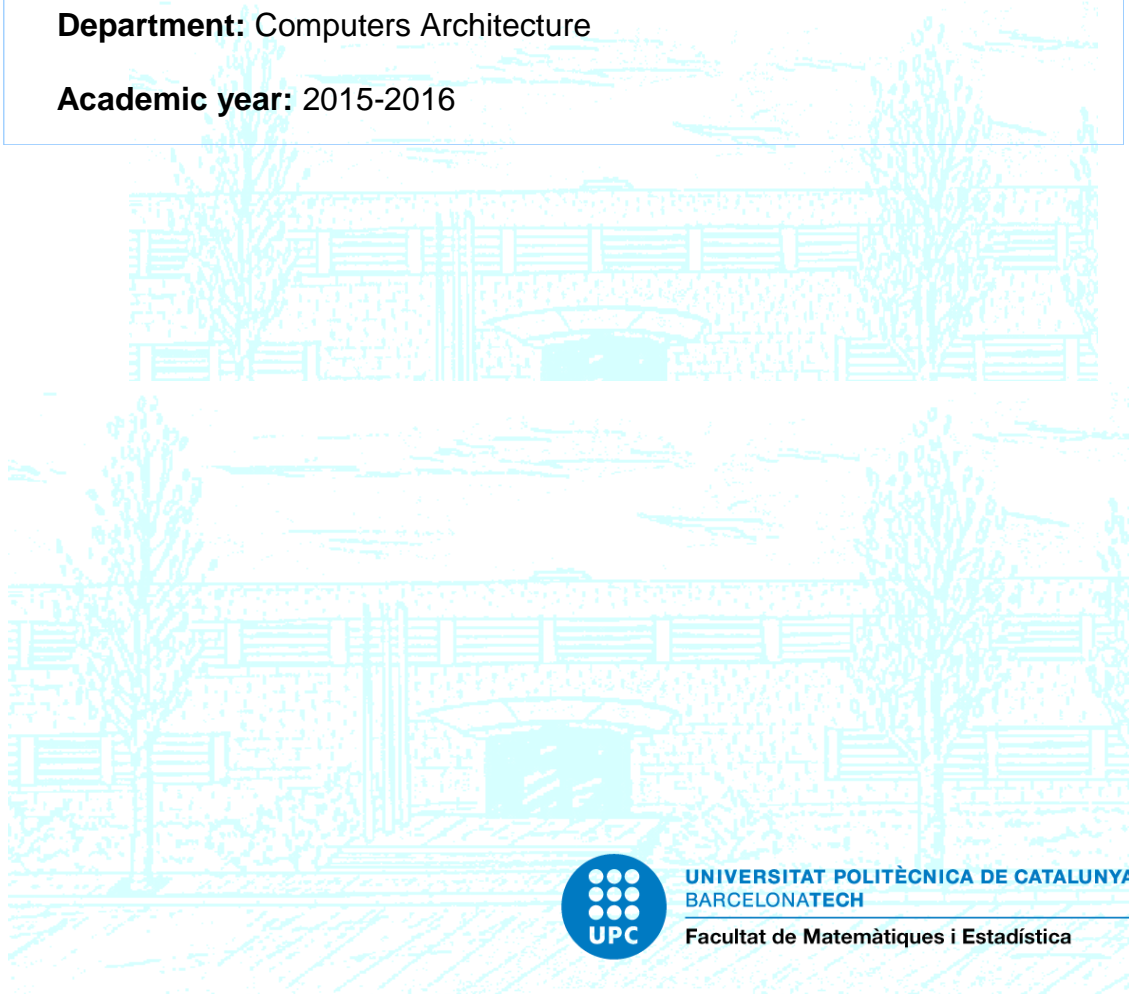 Department: Computers Architecture
Academic year: 2015-2016
UPC
UNIVERSITAT POLITÈCNICA DE CATALUNYA
BARCELONATECH
Facultat de Matemàtiques i Estadística